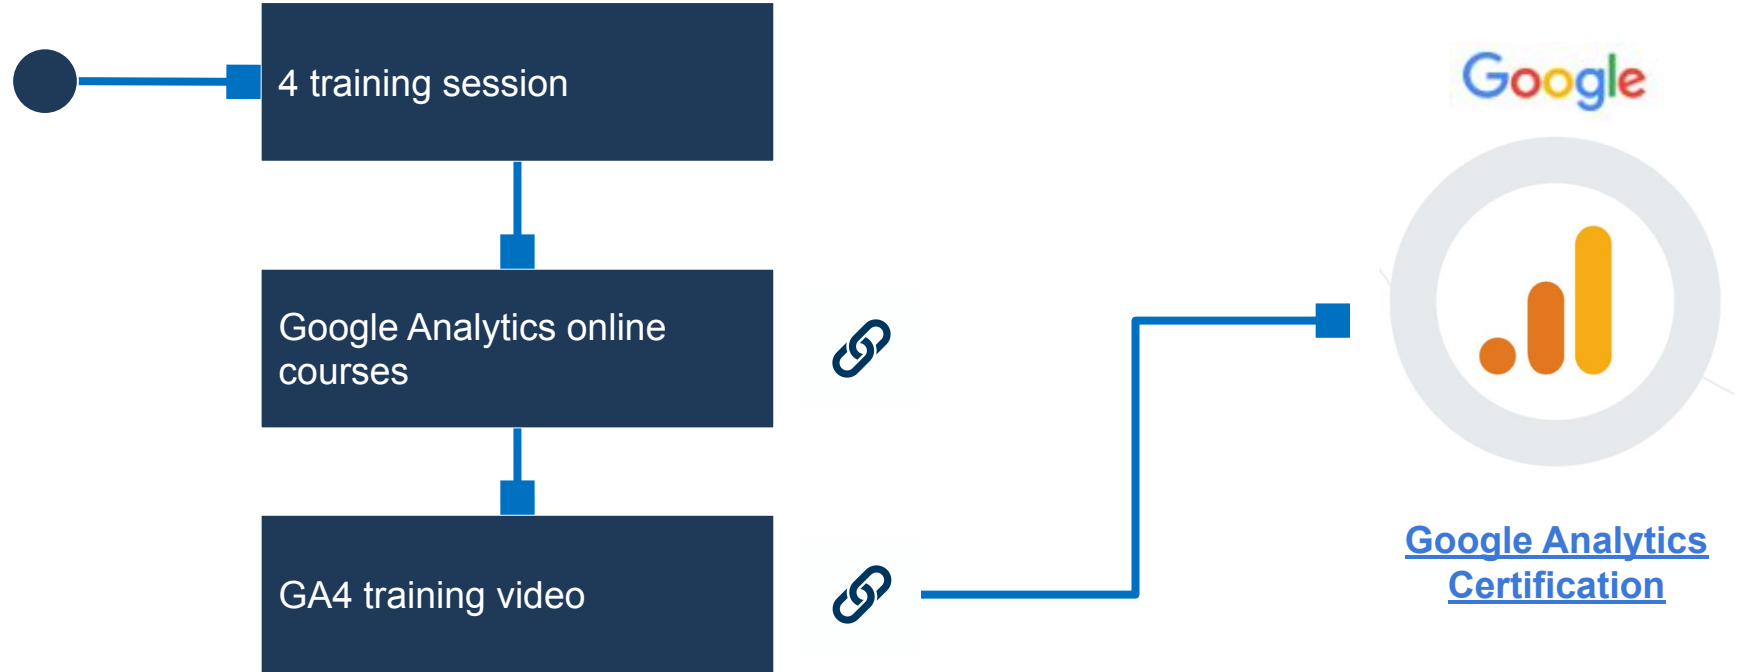 4 training session
Google
Google Analytics online
courses
GA4 training video
Google Analytics
Certification